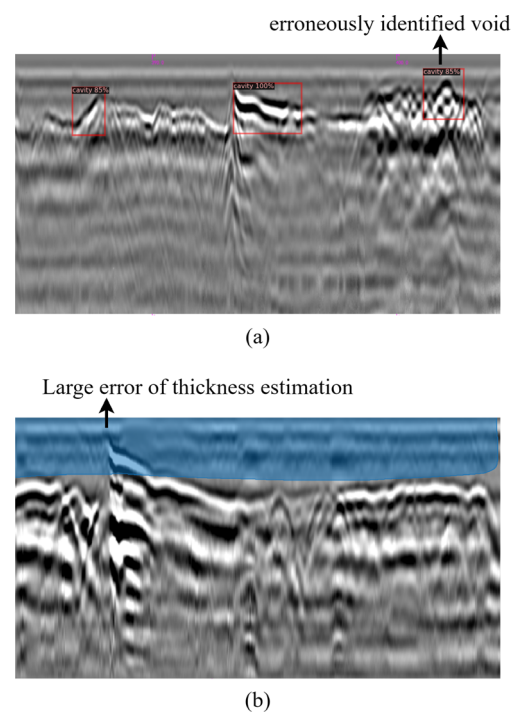 erroneously identified void
cavity 85%
cavity 85%
cavity 100%
(a)
Large error of thickness estimation
(b)